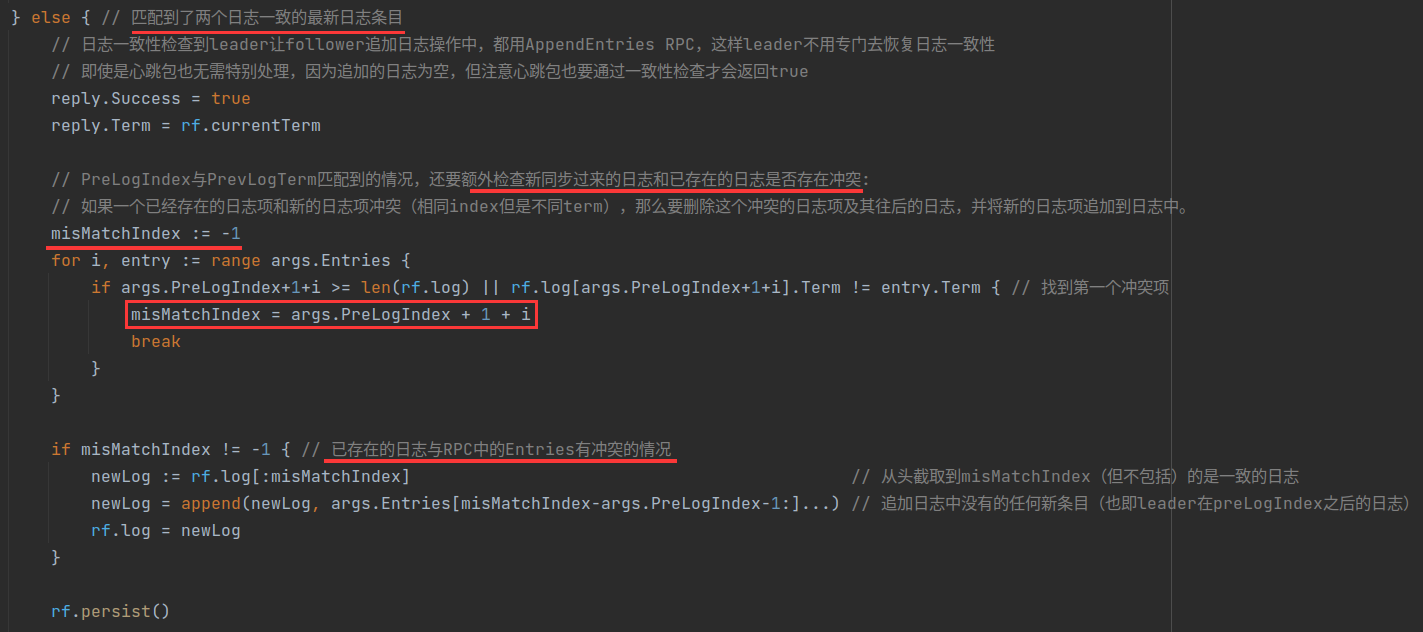 } else { // 匹配到了两个日志一致的最新日志条目
// 日志一致性检查到leader让follower追加日志操作中，都用AppendEntries RPC，这样leader不用专门去恢复日志一致性
// 即使是心跳包也无需特别处理，因为追加的日志为空，但注意心跳包也要通过一致性检查才会返回true
reply.Success = true
reply.Term = rf.currentTerm
// PreLogIndex与PrevLogTerm匹配到的情况，还要额外检查新同步过来的日志和已存在的日志是否存在冲突：
// 如果一个已经存在的日志项和新的日志项冲突（相同index但是不同term），那么要删除这个冲突的日志项及其往后的日志，并将新的日志项追加到日志中。
misMatchIndex := -1
for i, entry := range args.Entries {
if args.PreLogIndex+1+i >= len(rf.log) || rf.log[args.PreLogIndex+1+i].Term != entry.Term { // 找到第一个冲突项
misMatchIndex = args.PreLogIndex + 1 + i
break
}
}
if misMatchIndex != -1 { // 已存在的日志与RPC中的Entries有冲突的情况
newLog := rf.log[:misMatchIndex] // 从头截取到misMatchIndex（但不包括）的是一致的日志
newLog = append(newLog, args.Entries[misMatchIndex-args.PreLogIndex-1:]...) // 追加日志中没有的任何新条目（也即leader在preLogIndex之后的日志）
rf.log = newLog
}
rf.persist()